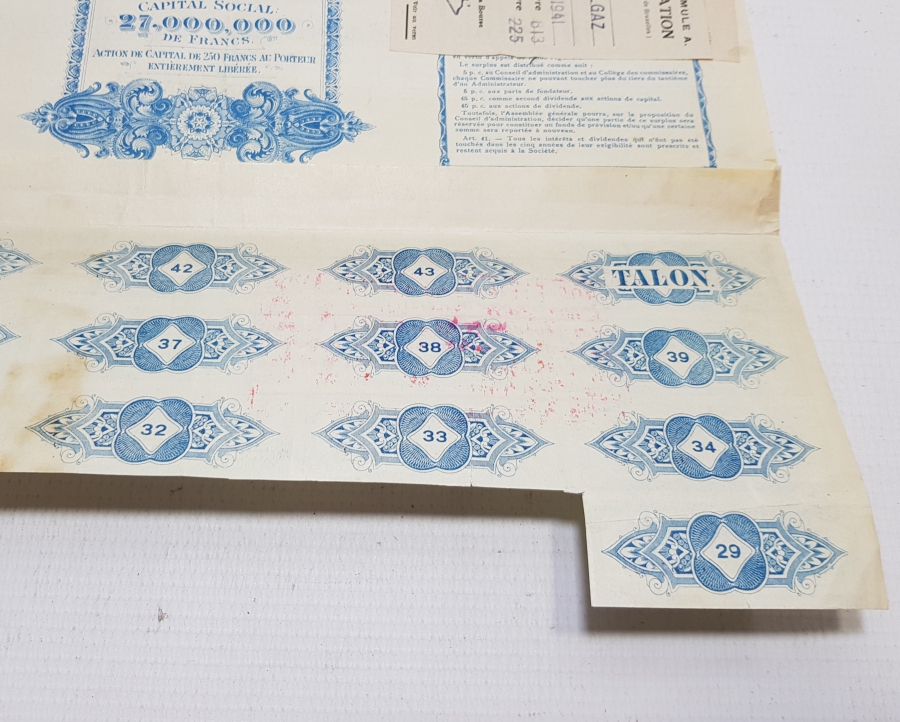 CAPITAL SOCIAL:
27,000,000
DE FRANCS.
ACTION DE CAPITAL DE 250 FRANCS AU PORTEUR
ENTIÈREMENT LIBÉRÉE.
MULE A.
ATION
de Bruxelles)
GAZ
1941
813
225
Le surplus est distribué comme suit :
5 p. c. au Conseil d'administration et au Collège des commissaires,
chaque Commissaire ne pouvant toucher plus du tiers du tantième
d'un Administrateur.
5 p. c. aux parts de fondateur.
45 p. c. comme second dividende aux actions de capital.
45 p. c. aux actions de dividende.
Toutefois, l'Assemblée générale pourra, sur la proposition du
Conseil d'administration, décider qu'une partie de ce surplus sera
réservée pour constituer un fonds de prévision et/ou qu'une certaine
somme sera reportée à nouveau.
Art. 41. — Tous les intérêts et dividendes qui n'ont pas été
touchés dans les cinq années de leur exigibilité sont prescrits et
restent acquis à la Société.
42
43
TALON.
37
38
39
32
33
34
29